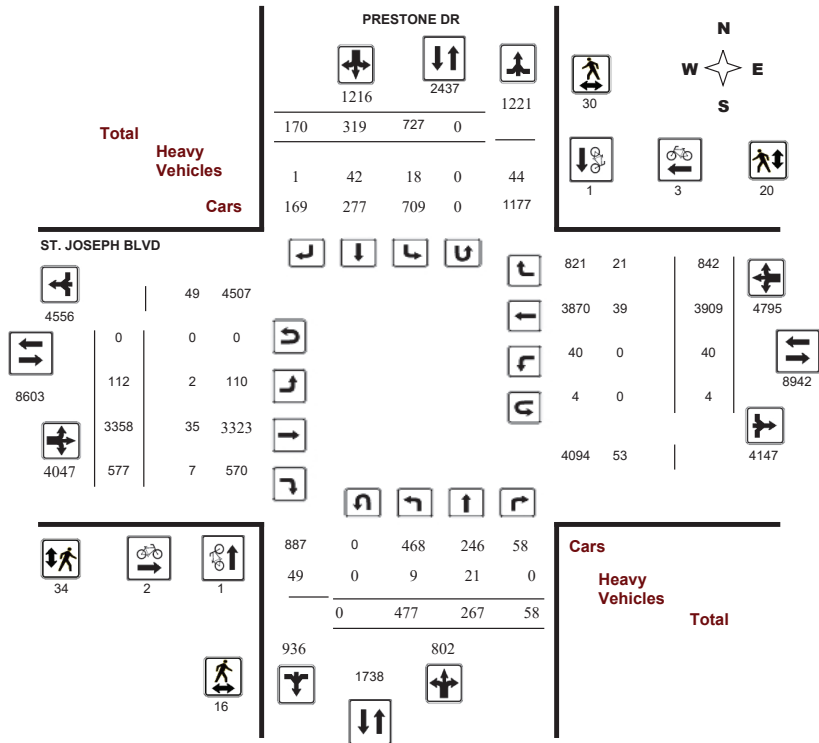 PRESTONE DR
N
W E
S
1216 2437 1221 30
Total 170 319 727 0
Heavy
Vehicles 1 42 18 0 44 1 3 20
Cars 169 277 709 0 1177
ST. JOSEPH BLVD
821 21 842
49 4507
4556 3870 39 3909 4795
0 0 0
40 0 40
8603 112 2 110 8942
4 0 4
3358 35 3323
4047 577 7 570 4094 53 4147
887 0 468 246 58 Cars
49 0 9 21 0 Heavy
Vehicles
34 2 1
0 477 267 58 Total
936 802
1738
16